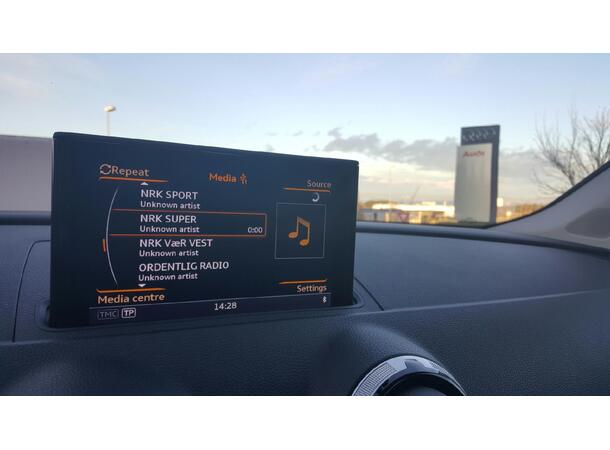 Repeat
Media
Source
NRK SPORT
Unknown artist
NRK SUPER
Unknown artist
0:00
NRK VæR VEST
Unknown artist
ORDENTLIG RADIO
Unknown artist
Media centre
Settings
TMC TP
14:28
Audi